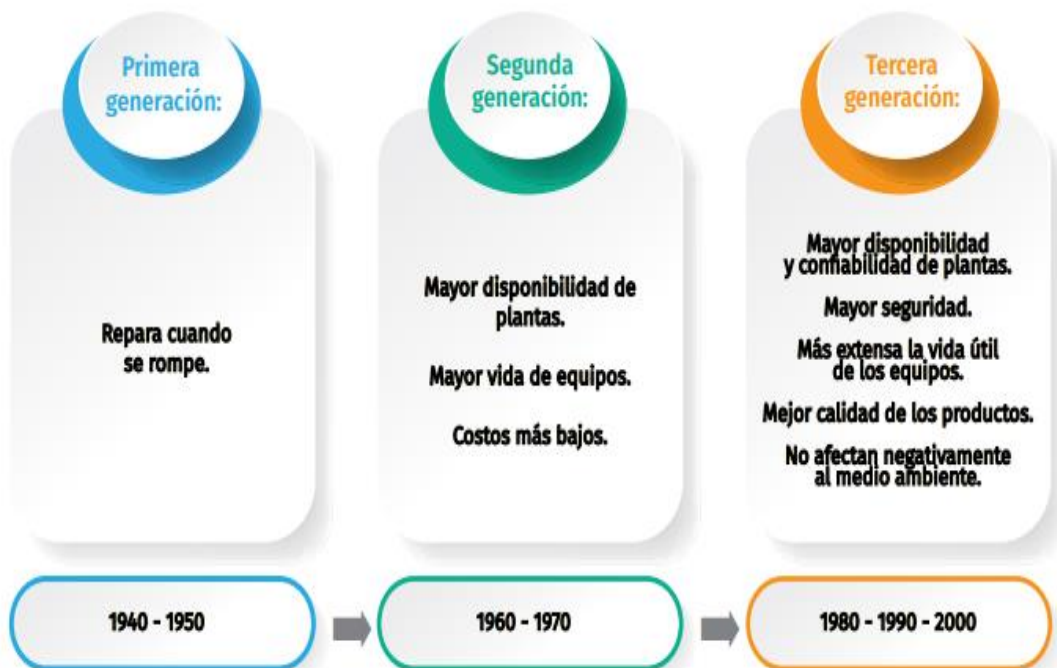 Primera
generación:
Repara cuando
se rompe.
1940 - 1950
Segunda
generación:
Mayor disponibilidad de
plantas.
Mayor vida de equipos.
Costos más bajos.
1960 - 1970
Tercera
generación:
Mayor disponibilidad
y confiabilidad de plantas.
Mayor seguridad.
Más extensa la vida útil
de los equipos.
Mejor calidad de los productos.
No afectan negativamente
al medio ambiente.
1980 - 1990 - 2000